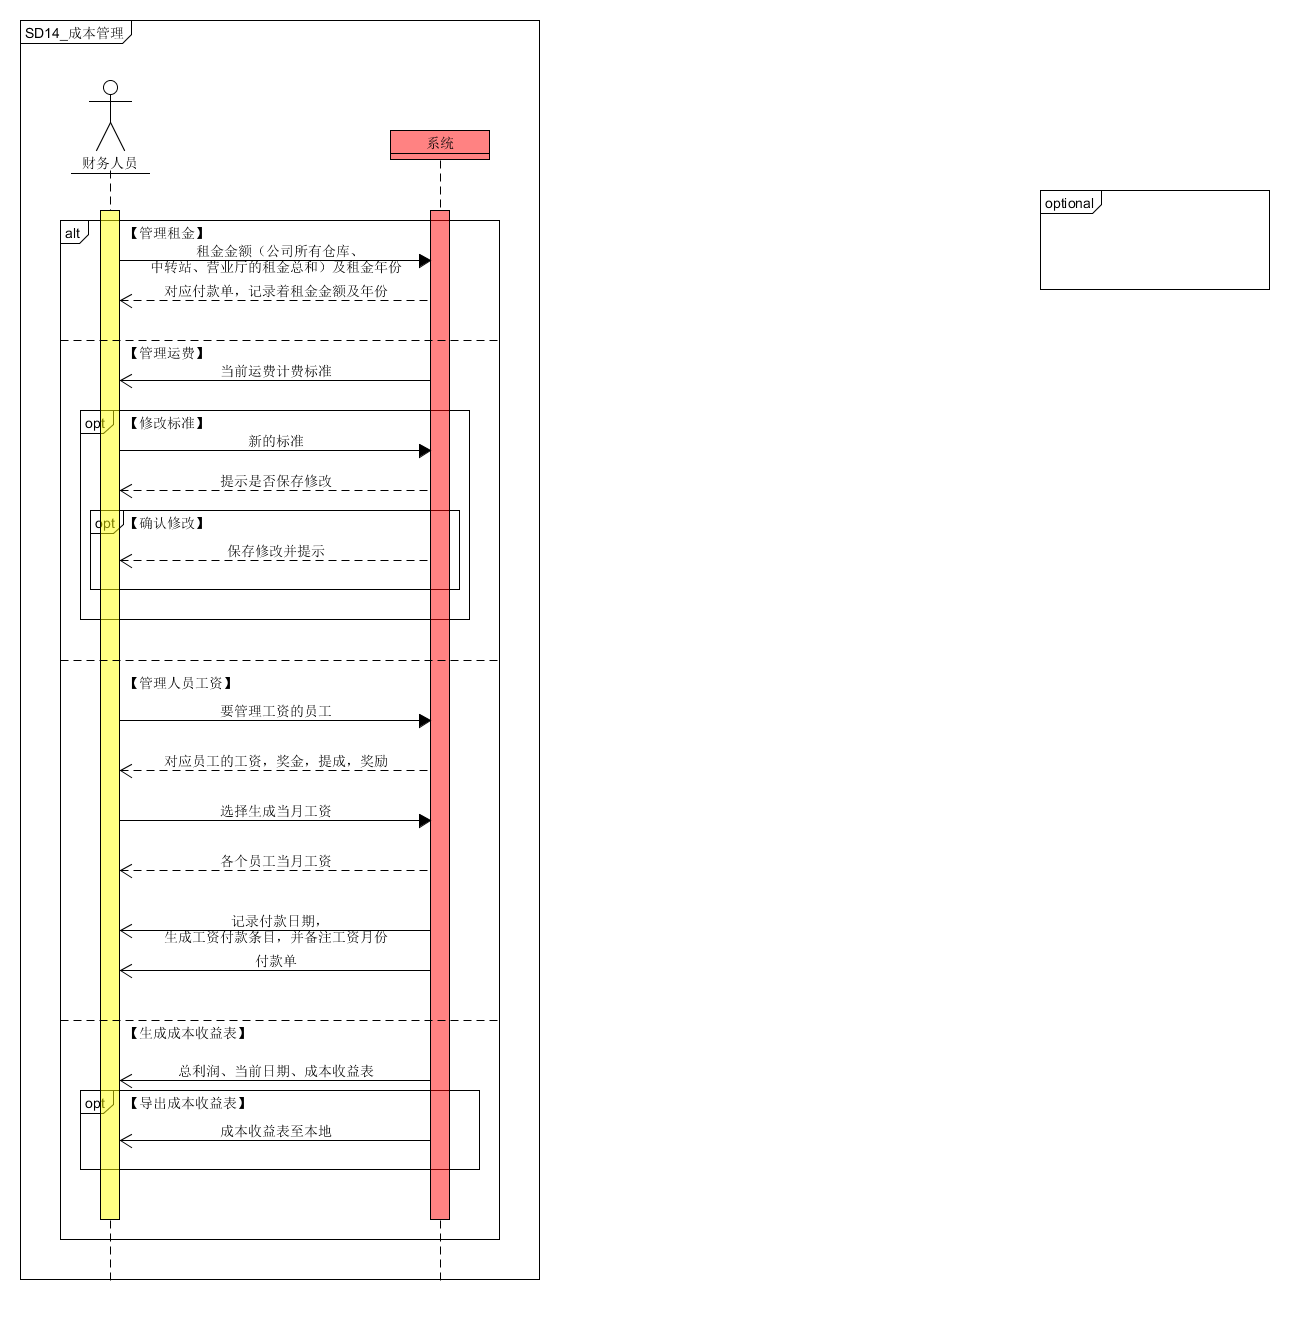 SD14_成本管理
财务人员
系统
optional
alt
【管理租金】
租金金额（公司所有仓库、
中转站、营业厅的租金总和）及租金年份
对应付款单，记录着租金金额及年份
【管理运费】
当前运费计费标准
opt
【修改标准】
新的标准
提示是否保存修改
opt
【确认修改】
保存修改并提示
【管理人员工资】
要管理工资的员工
对应员工的工资，奖金，提成，奖励
选择生成当月工资
各个员工当月工资
记录付款日期，
生成工资付款条目，并备注工资月份
付款单
【生成成本收益表】
总利润、当前日期、成本收益表
opt
【导出成本收益表】
成本收益表至本地